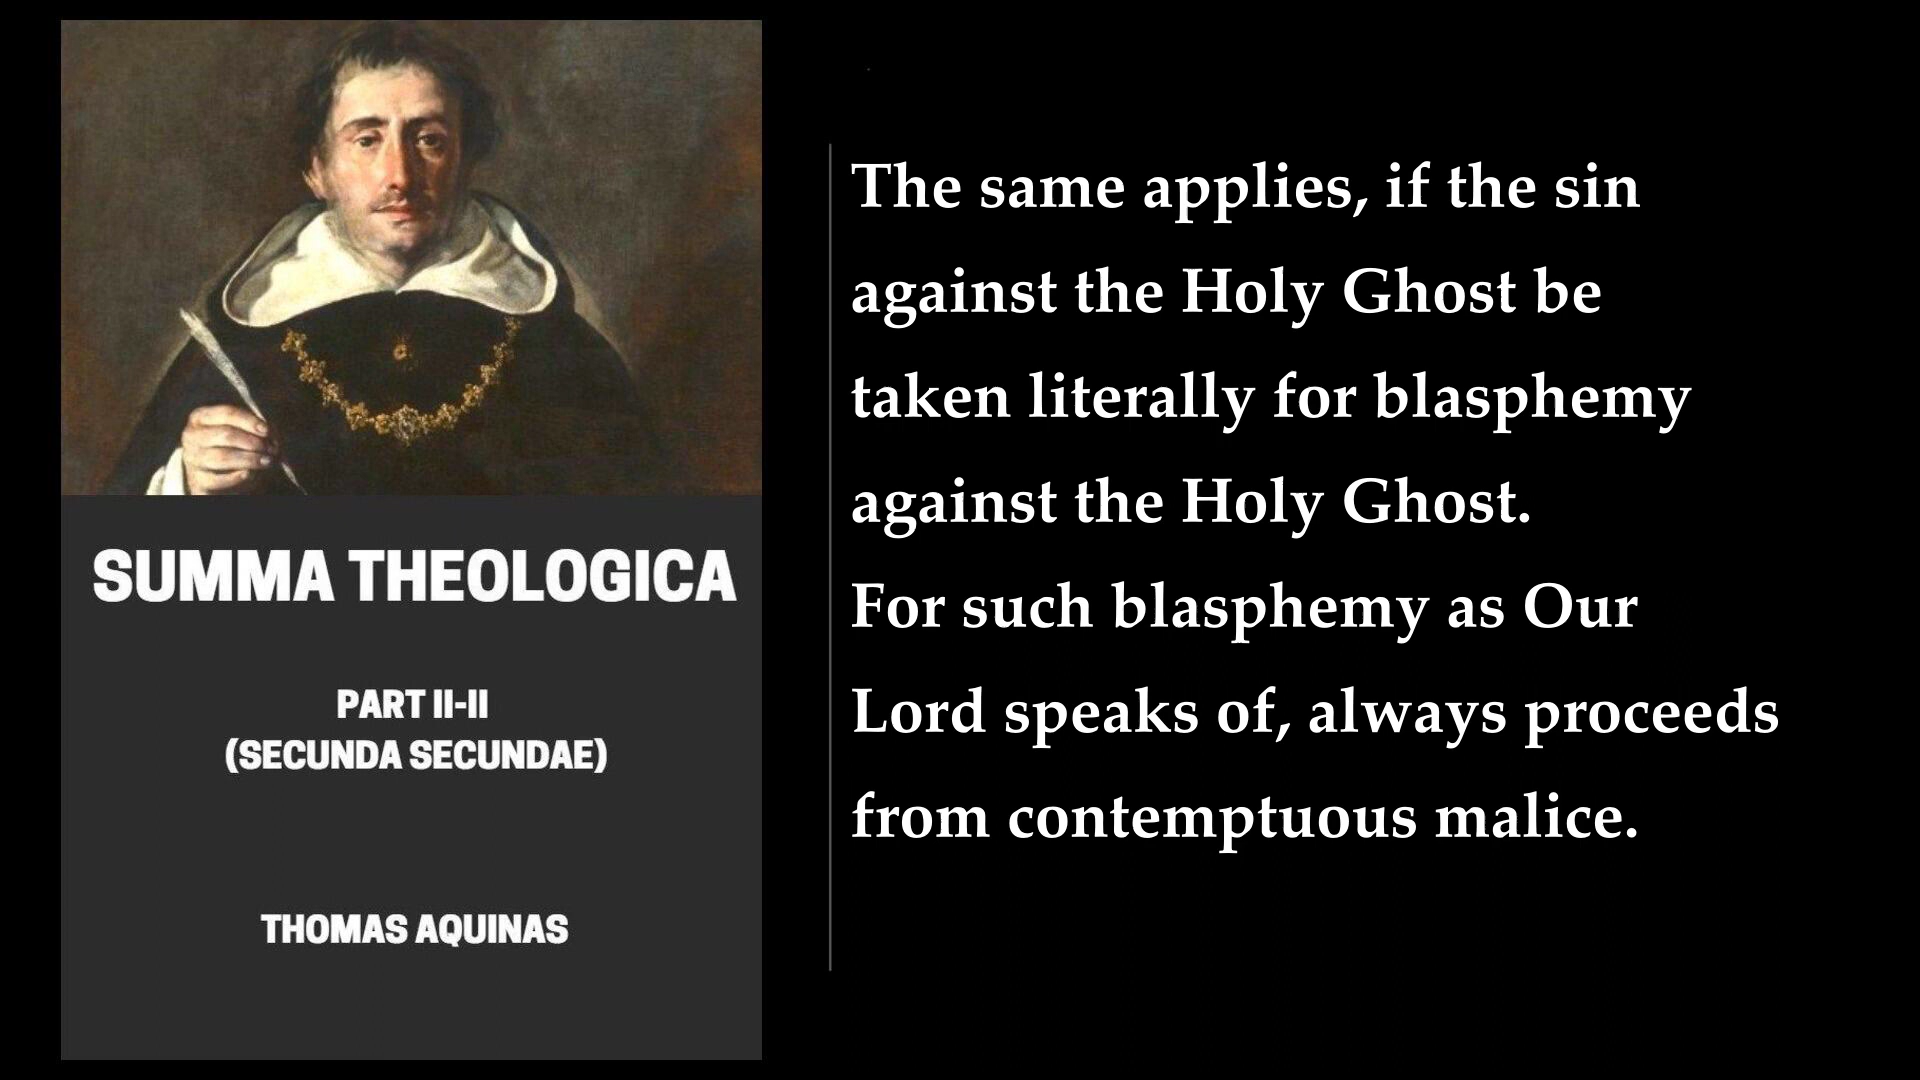 SUMMA THEOLOGICA
PART II-II
(SECUNDA SECUNDAE)
THOMAS AQUINAS
The same applies, if the sin
against the Holy Ghost be
taken literally for blasphemy
against the Holy Ghost.
For such blasphemy as Our
Lord speaks of, always proceeds
from contemptuous malice.